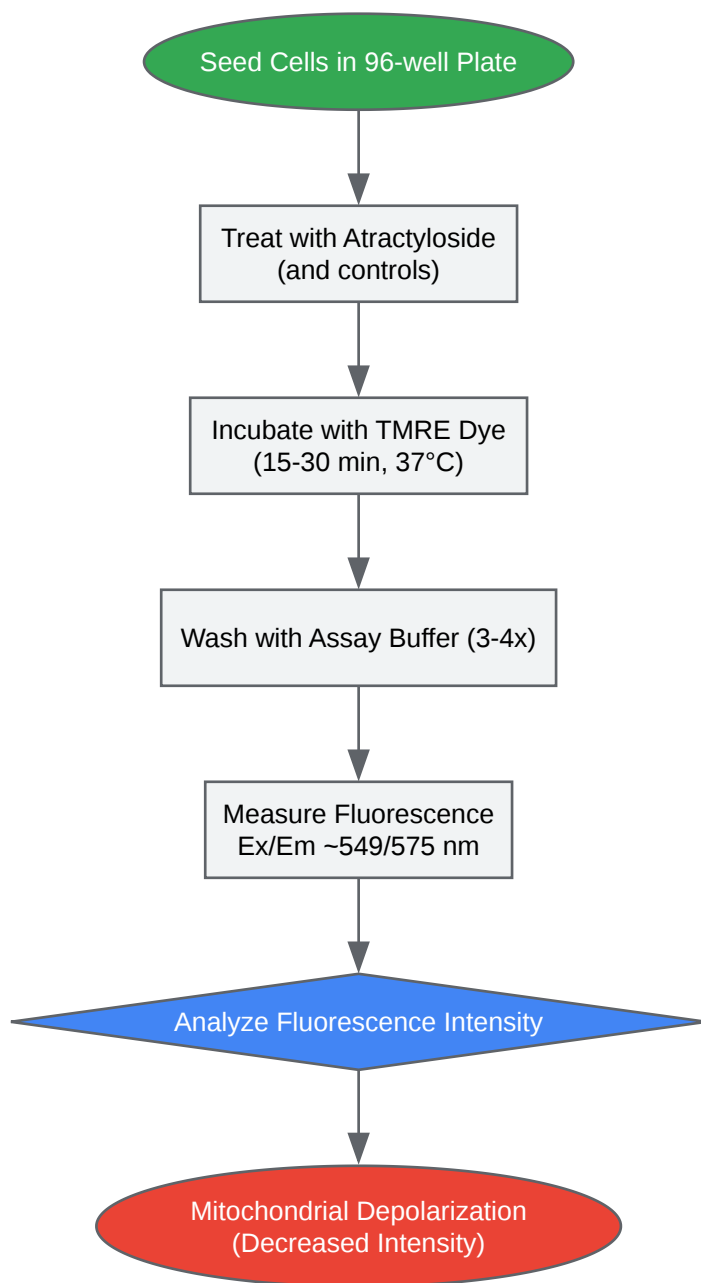 Seed Cells in 96-well Plate
Treat with Atractyloside
(and controls)
Incubate with TMRE Dye
(15-30 min, 37°C)
Wash with Assay Buffer (3-4x)
Measure Fluorescence
Ex/Em ~549/575 nm
Analyze Fluorescence Intensity
Mitochondrial Depolarization
(Decreased Intensity)